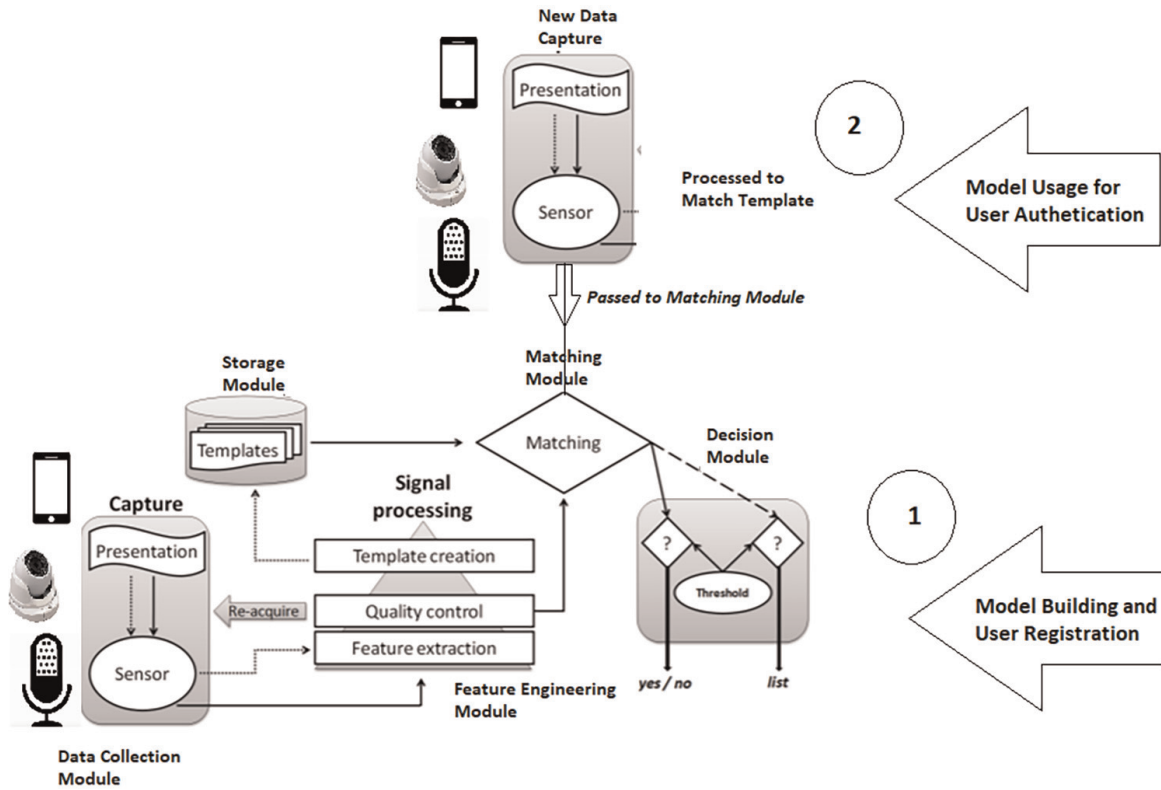 New Data
Capture
Presentation
Sensor
Processed to
Match Template
2
Model Usage for
User Authetication
Passed to Matching Module
Storage
Module
Templates
Matching
Module
Matching
Decision
Module
?
?
Threshold
yes / no
list
1
Model Building and
User Registration
Capture
Presentation
Sensor
Signal
processing
Template creation
Re-acquire
Quality control
Feature extraction
Feature Engineering
Module
Data Collection
Module